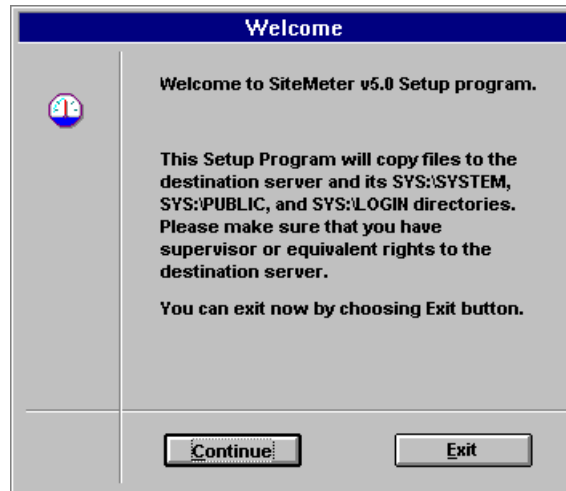 Welcome
Welcome to SiteMeter v5.0 Setup program.
This Setup Program will copy files to the
destination server and its SYS:\SYSTEM,
SYS:\PUBLIC, and SYS:\LOGIN directories.
Please make sure that you have
supervisor or equivalent rights to the
destination server.
You can exit now by choosing Exit button.
Continue
Exit